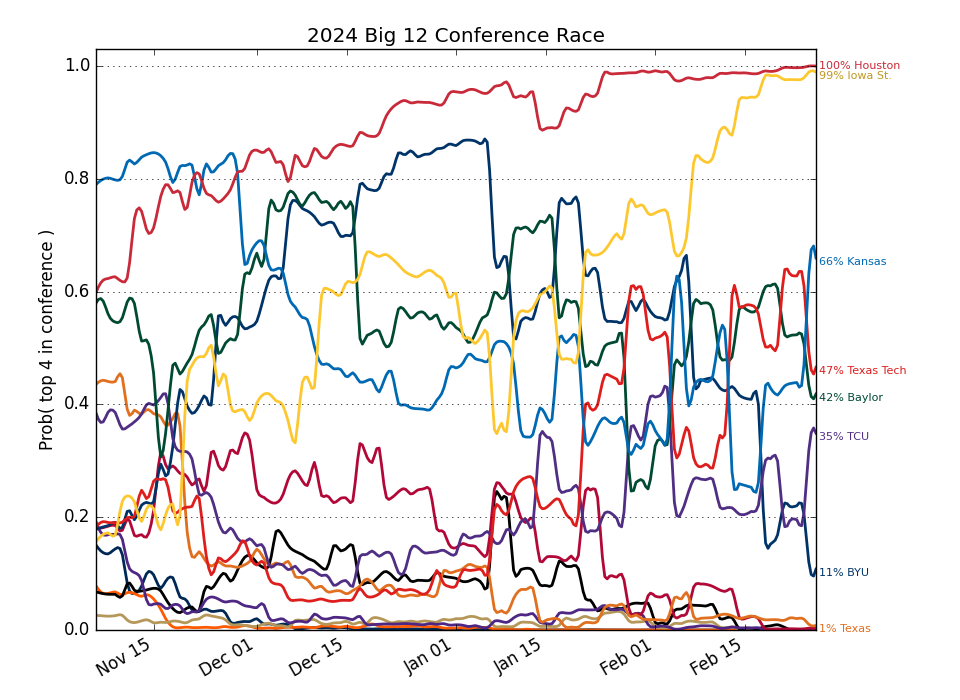 2024 Big 12 Conference Race
Prob( top 4 in conference )
1.0
0.8
0.6
0.4
0.2
0.0
100% Houston
99% Iowa St.
66% Kansas
47% Texas Tech
42% Baylor
35% TCU
11% BYU
1% Texas
Nov 15
Dec 01
Dec 15
Jan 01
Jan 15
Feb 01
Feb 15